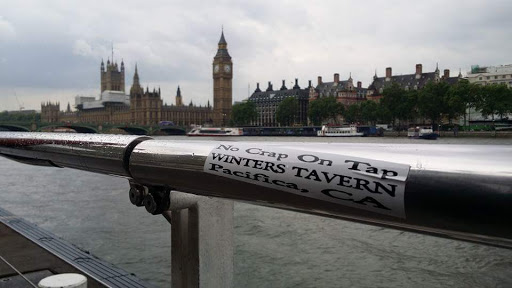 No Crap On Tap
WINTERS TAVERN
Pacifica, CA